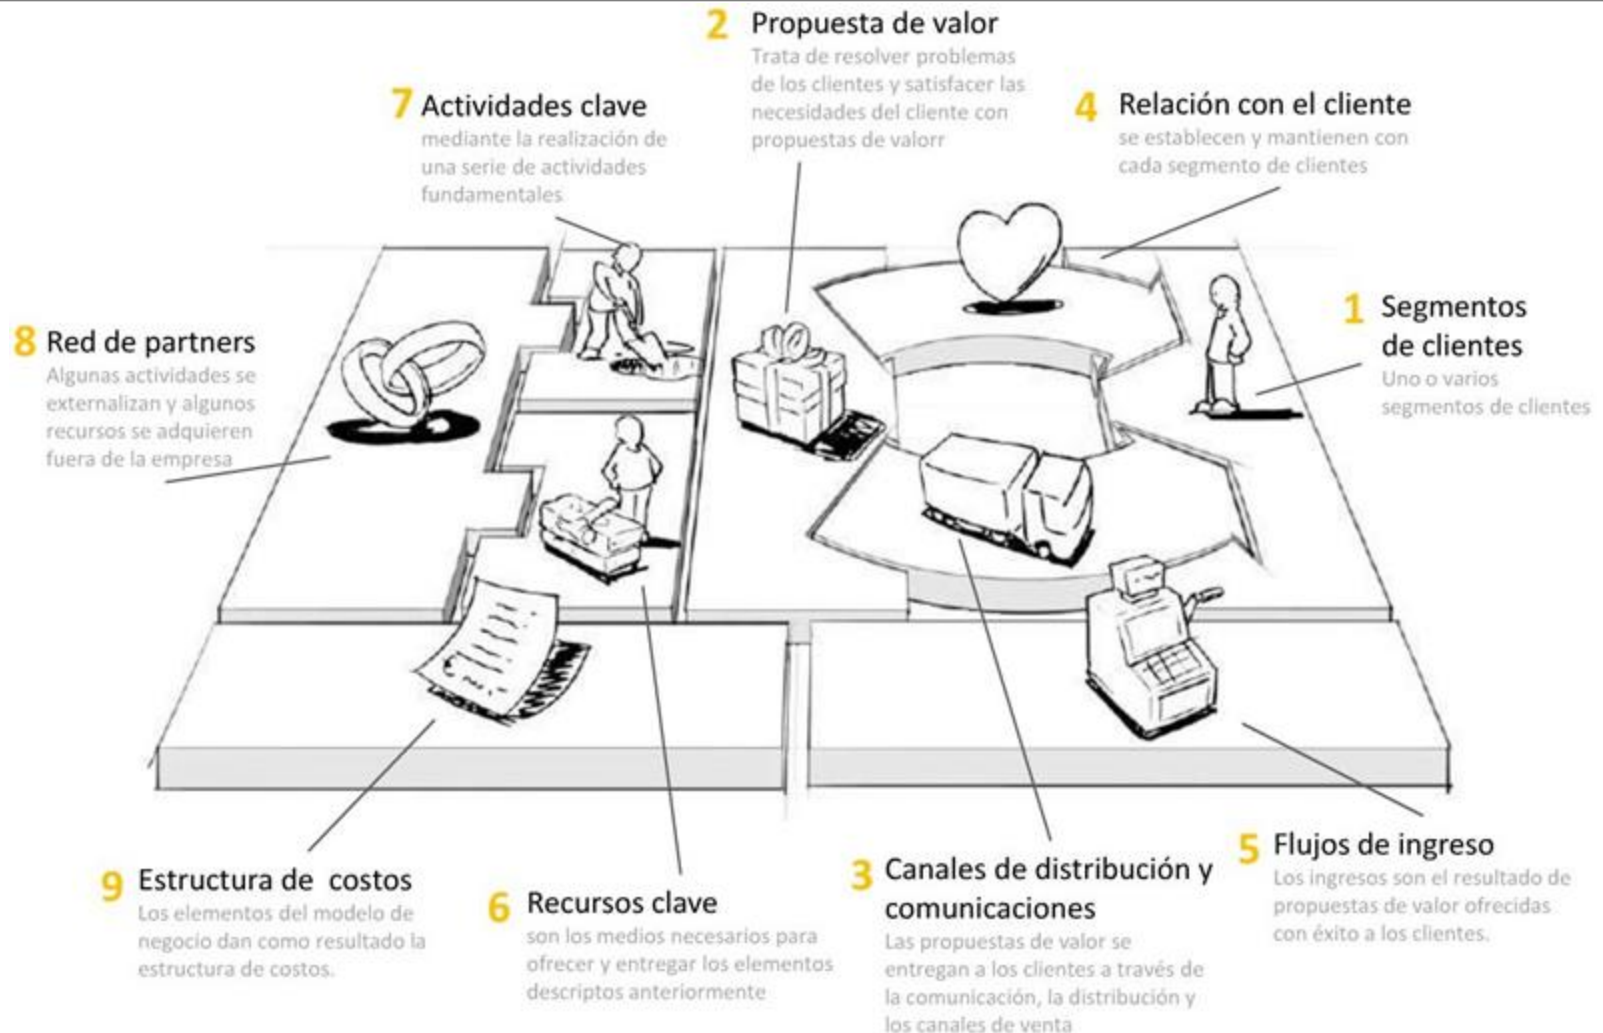 2 Propuesta de valor
Trata de resolver problemas
de los clientes y satisfacer las
necesidades del cliente con
propuestas de valorr
7 Actividades clave
mediante la realización de
una serie de actividades
fundamentales
4 Relación con el cliente
se establecen y mantienen con
cada segmento de clientes
1 Segmentos
de clientes
Uno o varios
segmentos de clientes
8 Red de partners
Algunas actividades se
externalizan y algunos
recursos se adquieren
fuera de la empresa
9 Estructura de costos
Los elementos del modelo de
negocio dan como resultado la
estructura de costos.
6 Recursos clave
son los medios necesarios para
ofrecer y entregar los elementos
descriptos anteriormente
3 Canales de distribución y
comunicaciones
Las propuestas de valor se
entregan a los clientes a través de
la comunicación, la distribución y
los canales de venta
5 Flujos de ingreso
Los ingresos son el resultado de
propuestas de valor ofrecidas
con éxito a los clientes.